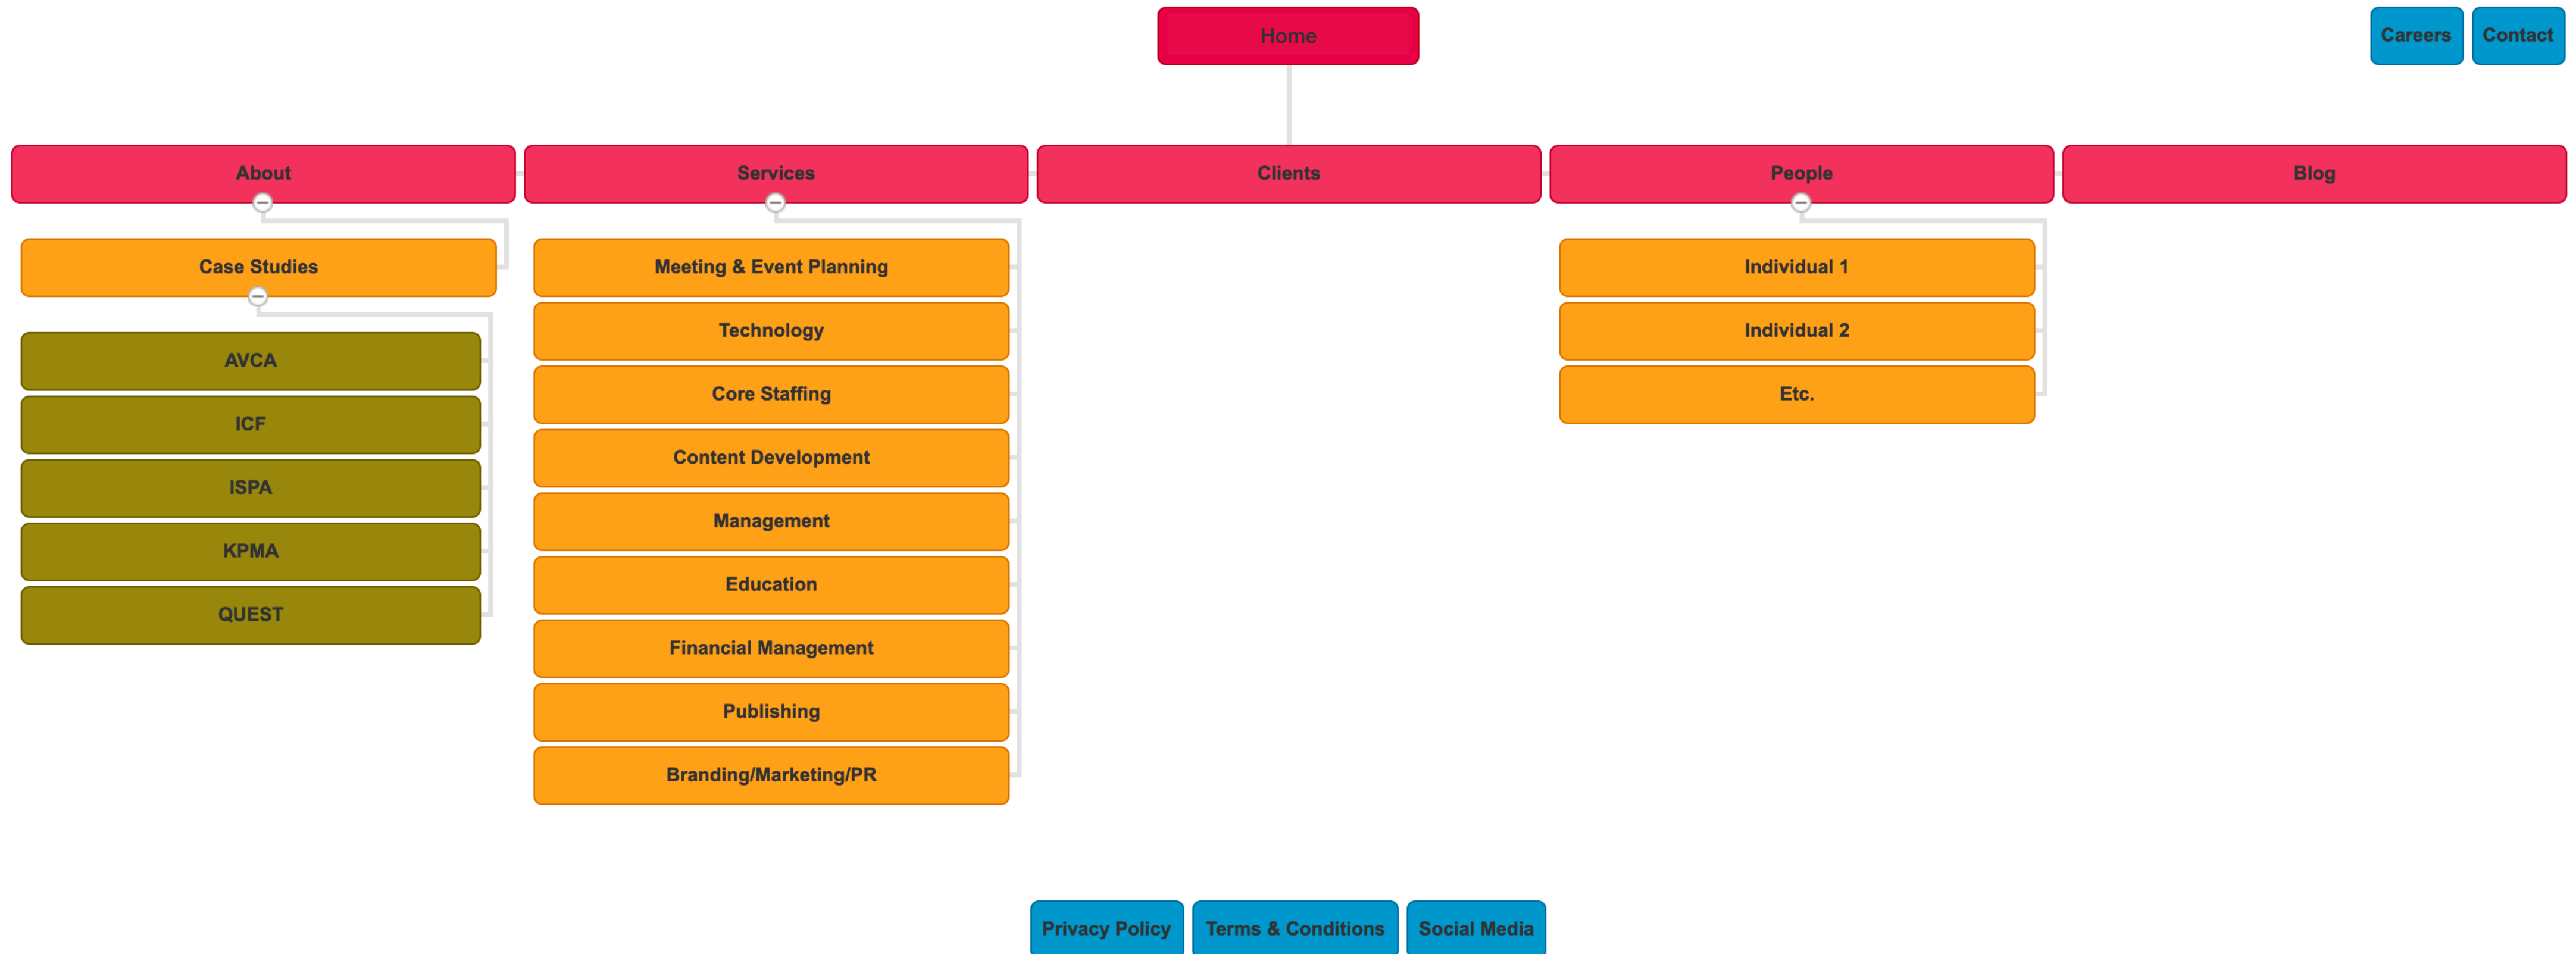 Home
Careers
Contact
About
Services
Clients
People
Blog
Case Studies
AVCA
ICF
ISPA
KPMA
QUEST
Meeting & Event Planning
Technology
Core Staffing
Content Development
Management
Education
Financial Management
Publishing
Branding/Marketing/PR
Individual 1
Individual 2
Etc.
Privacy Policy
Terms & Conditions
Social Media